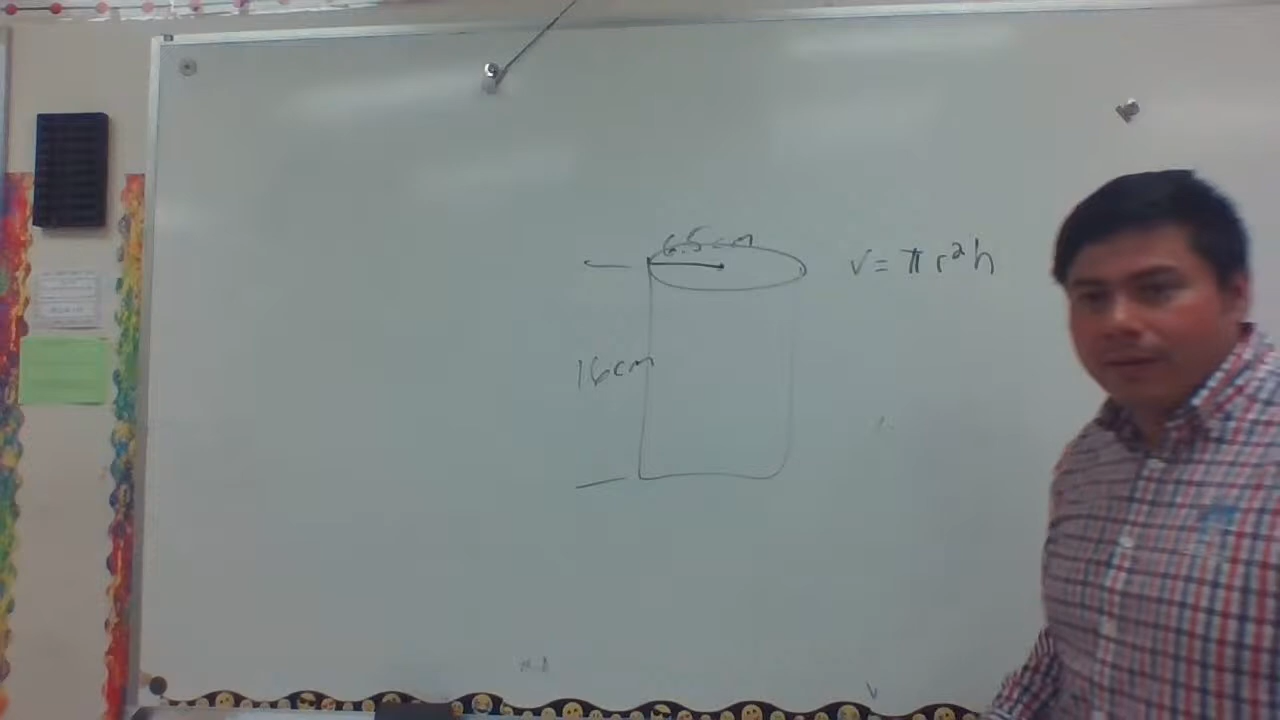 6.5cm
V = πr²h
16cm